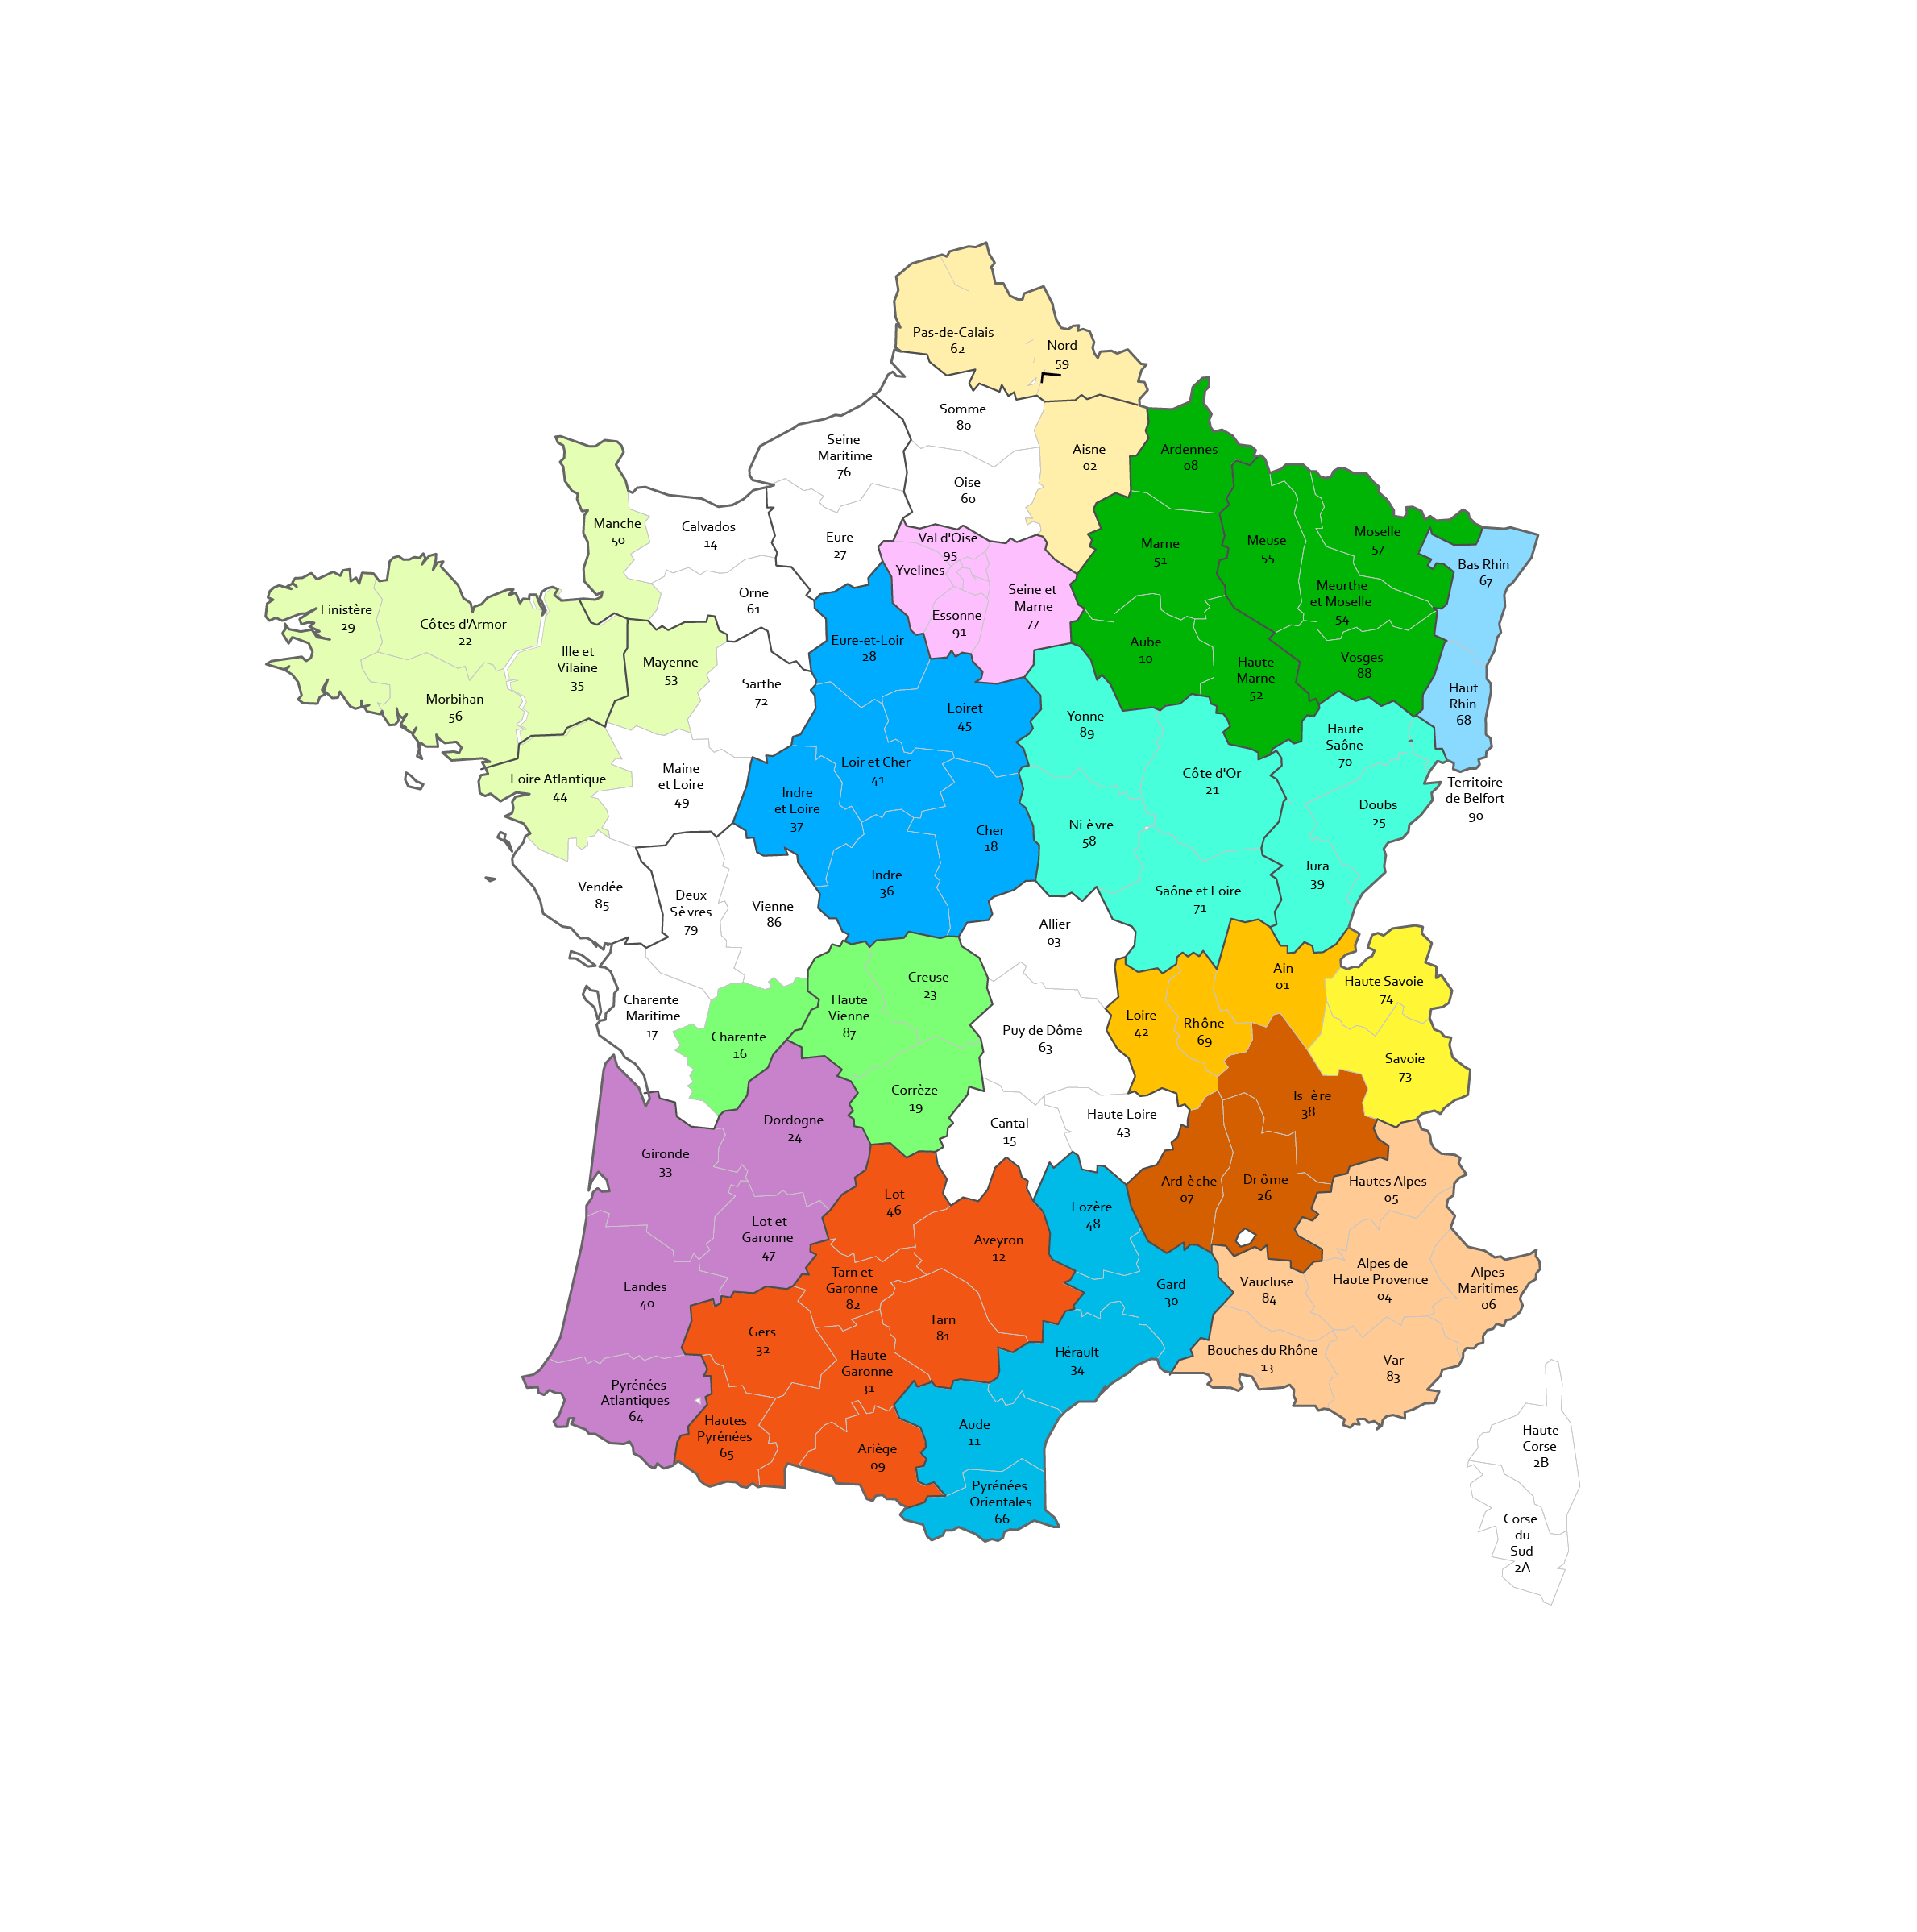 Pas-de-Calais
62
Nord
59
Somme
80
Seine
Maritime
76
Aisne
02
Ardennes
08
Oise
60
Manche
50
Calvados
14
Eure
27
Val d'Oise
95
Yvelines
Marne
51
Meuse
55
Moselle
57
Bas Rhin
67
Meurthe
et Moselle
54
Orne
61
Seine et
Marne
77
Essonne
91
Finistère
29
Côtes d'Armor
22
Eure-et-Loir
28
Aube
10
Ille et
Vilaine
35
Mayenne
53
Haute
Marne
52
Vosges
88
Sarthe
72
Morbihan
56
Haut
Rhin
68
Loiret
45
Yonne
89
Haute
Saône
70
Loire Atlantique
44
Maine
et Loire
49
Loir et Cher
41
Côte d'Or
21
Territoire
de Belfort
90
Indre
et Loire
37
Doubs
25
Ni èvre
58
Cher
18
Jura
39
Indre
36
Vendée
85
Deux
Sèvres
79
Vienne
86
Saône et Loire
71
Allier
03
Ain
01
Creuse
23
Haute Savoie
74
Charente
Maritime
17
Haute
Vienne
87
Puy de Dôme
63
Loire
42
Rhône
69
Charente
16
Savoie
73
Corrèze
19
Is ère
38
Dordogne
24
Cantal
15
Haute Loire
43
Gironde
33
Lot
46
Ard èche
07
Dr ôme
26
Hautes Alpes
05
Lozère
48
Lot et
Garonne
47
Aveyron
12
Tarn et
Garonne
82
Alpes de
Haute Provence
04
Alpes
Maritimes
06
Landes
40
Gard
30
Vaucluse
84
Gers
32
Tarn
81
Haute
Garonne
31
Hérault
34
Bouches du Rhône
13
Var
83
Pyrénées
Atlantiques
64
Hautes
Pyrénées
65
Aude
11
Ariège
09
Haute
Corse
2B
Pyrénées
Orientales
66
Corse
du
Sud
2A